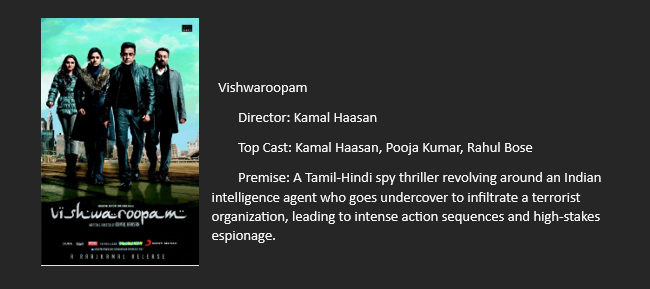 Vishwaroopam
Director: Kamal Haasan
Top Cast: Kamal Haasan, Pooja Kumar, Rahul Bose
Premise: A Tamil-Hindi spy thriller revolving around an Indian
intelligence agent who goes undercover to infiltrate a terrorist
organization, leading to intense action sequences and high-stakes
espionage.
vishwaroopam
A RAAJKAMAL RELEASE